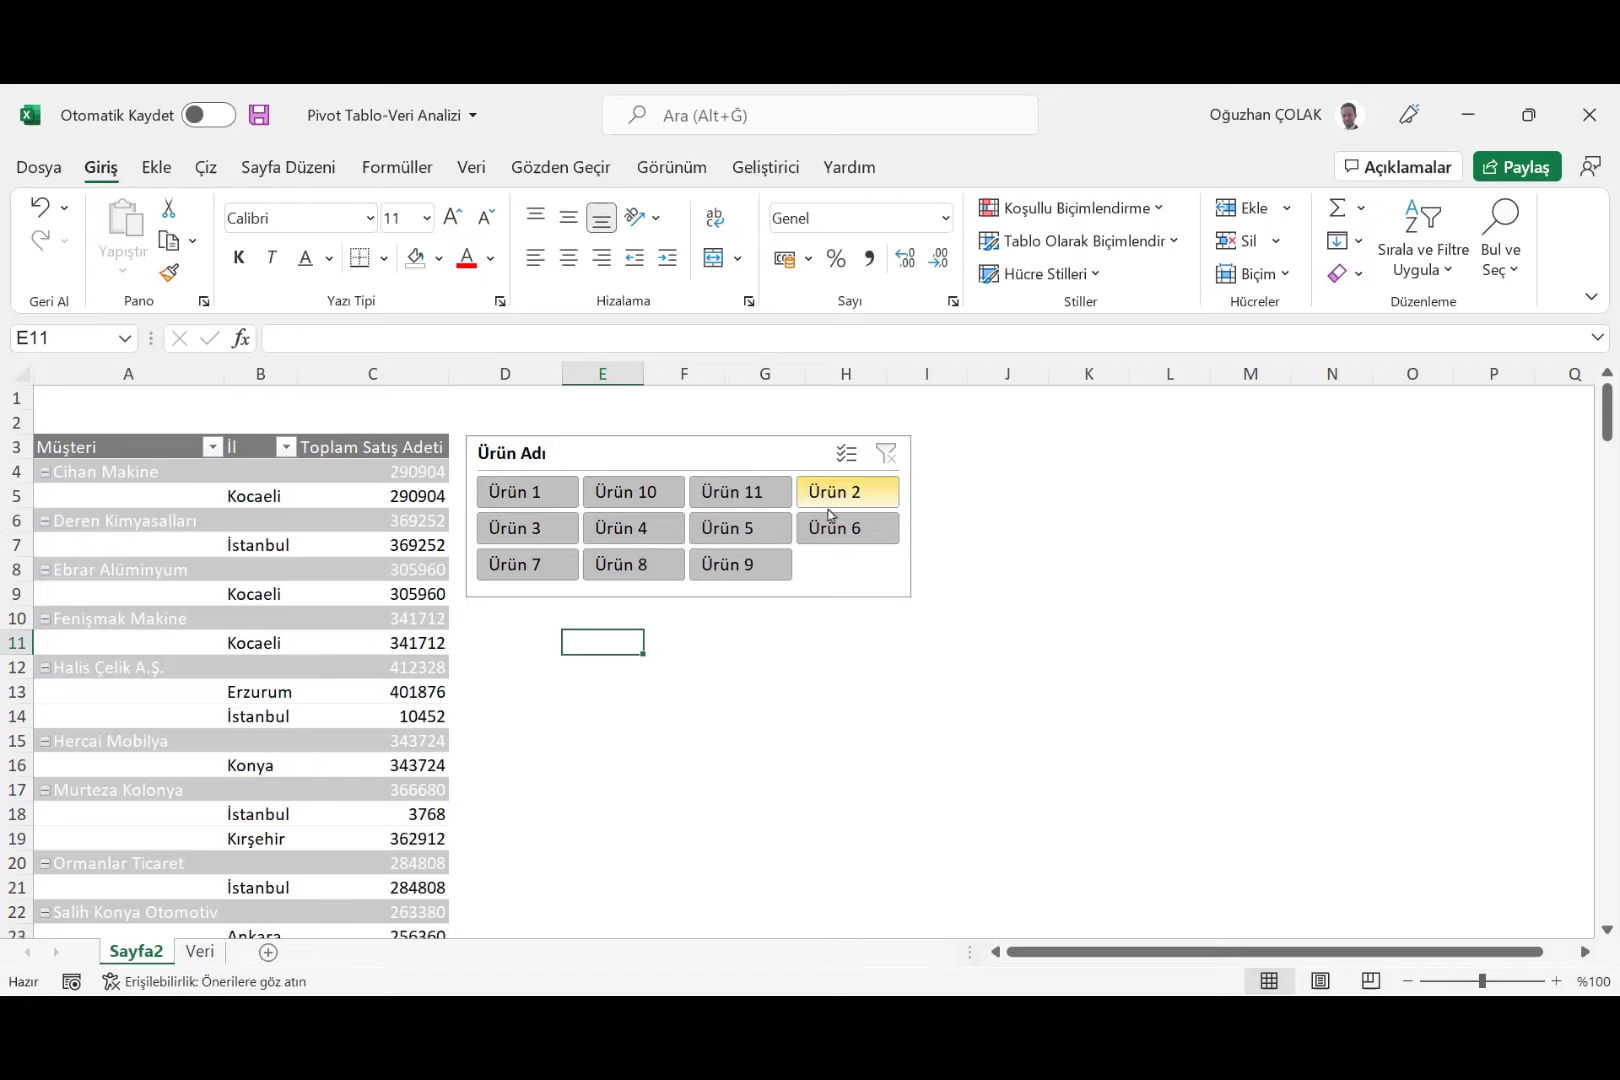 Otomatik Kaydet
Pivot Tablo-Veri Analizi
Ara (Alt+Ğ)
Oğuzhan ÇOLAK
Dosya Giriş Ekle Çiz Sayfa Düzeni Formüller Veri Gözden Geçir Görünüm Geliştirici Yardım
Açıklamalar
Paylaş
Yapıştır
Calibri 11
Genel
Koşullu Biçimlendirme
Tablo Olarak Biçimlendir
Hücre Stilleri
Ekle
Sil
Biçim
Sırala ve Filtre
Uygula
Bul ve
Seç
K T A
Geri Al Pano Yazı Tipi Hizalama Sayı Stiller Hücreler Düzenleme
E11 fx
A B C D E F G H I J K L M N O P Q
1
2
3 Müşteri İl Toplam Satış Adeti
4 Cihan Makine 290904
5 Kocaeli 290904
6 Deren Kimyasalları 369252
7 İstanbul 369252
8 Ebrar Alüminyum 305960
9 Kocaeli 305960
10 Fenişmak Makine 341712
11 Kocaeli 341712
12 Halis Çelik A.Ş. 412328
13 Erzurum 401876
14 İstanbul 10452
15 Hercai Mobilya 343724
16 Konya 343724
17 Murteza Kolonya 366680
18 İstanbul 3768
19 Kırşehir 362912
20 Ormanlar Ticaret 284808
21 İstanbul 284808
22 Salih Konya Otomotiv 263380
23 Ankara 256360
Ürün Adı
Ürün 1 Ürün 10 Ürün 11 Ürün 2
Ürün 3 Ürün 4 Ürün 5 Ürün 6
Ürün 7 Ürün 8 Ürün 9
Sayfa2 Veri
Hazır
Erişilebilirlik: Önerilere göz atın
%100